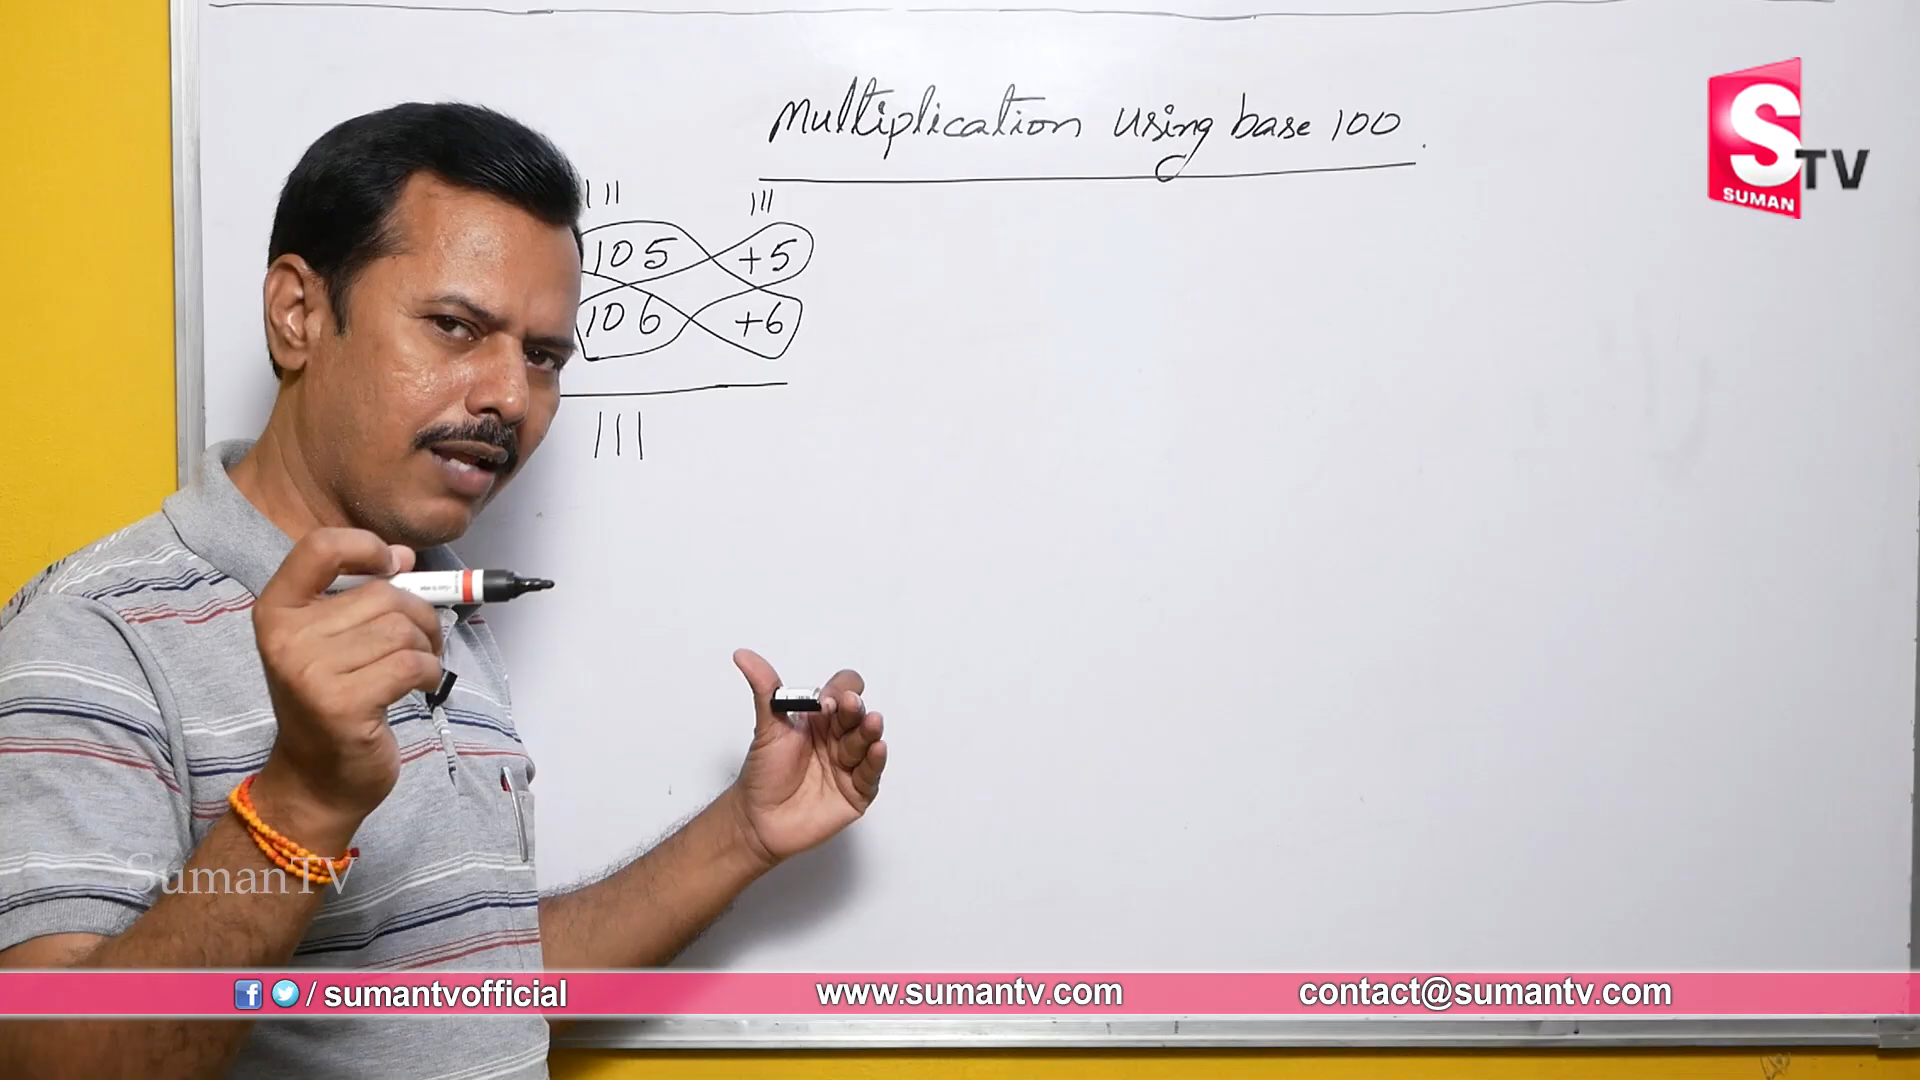 Multiplication using base 100
S TV
SUMAN
111 111
105 +5
106 +6
111
SumanTV
/ sumantvofficial www.sumantv.com contact@sumantv.com